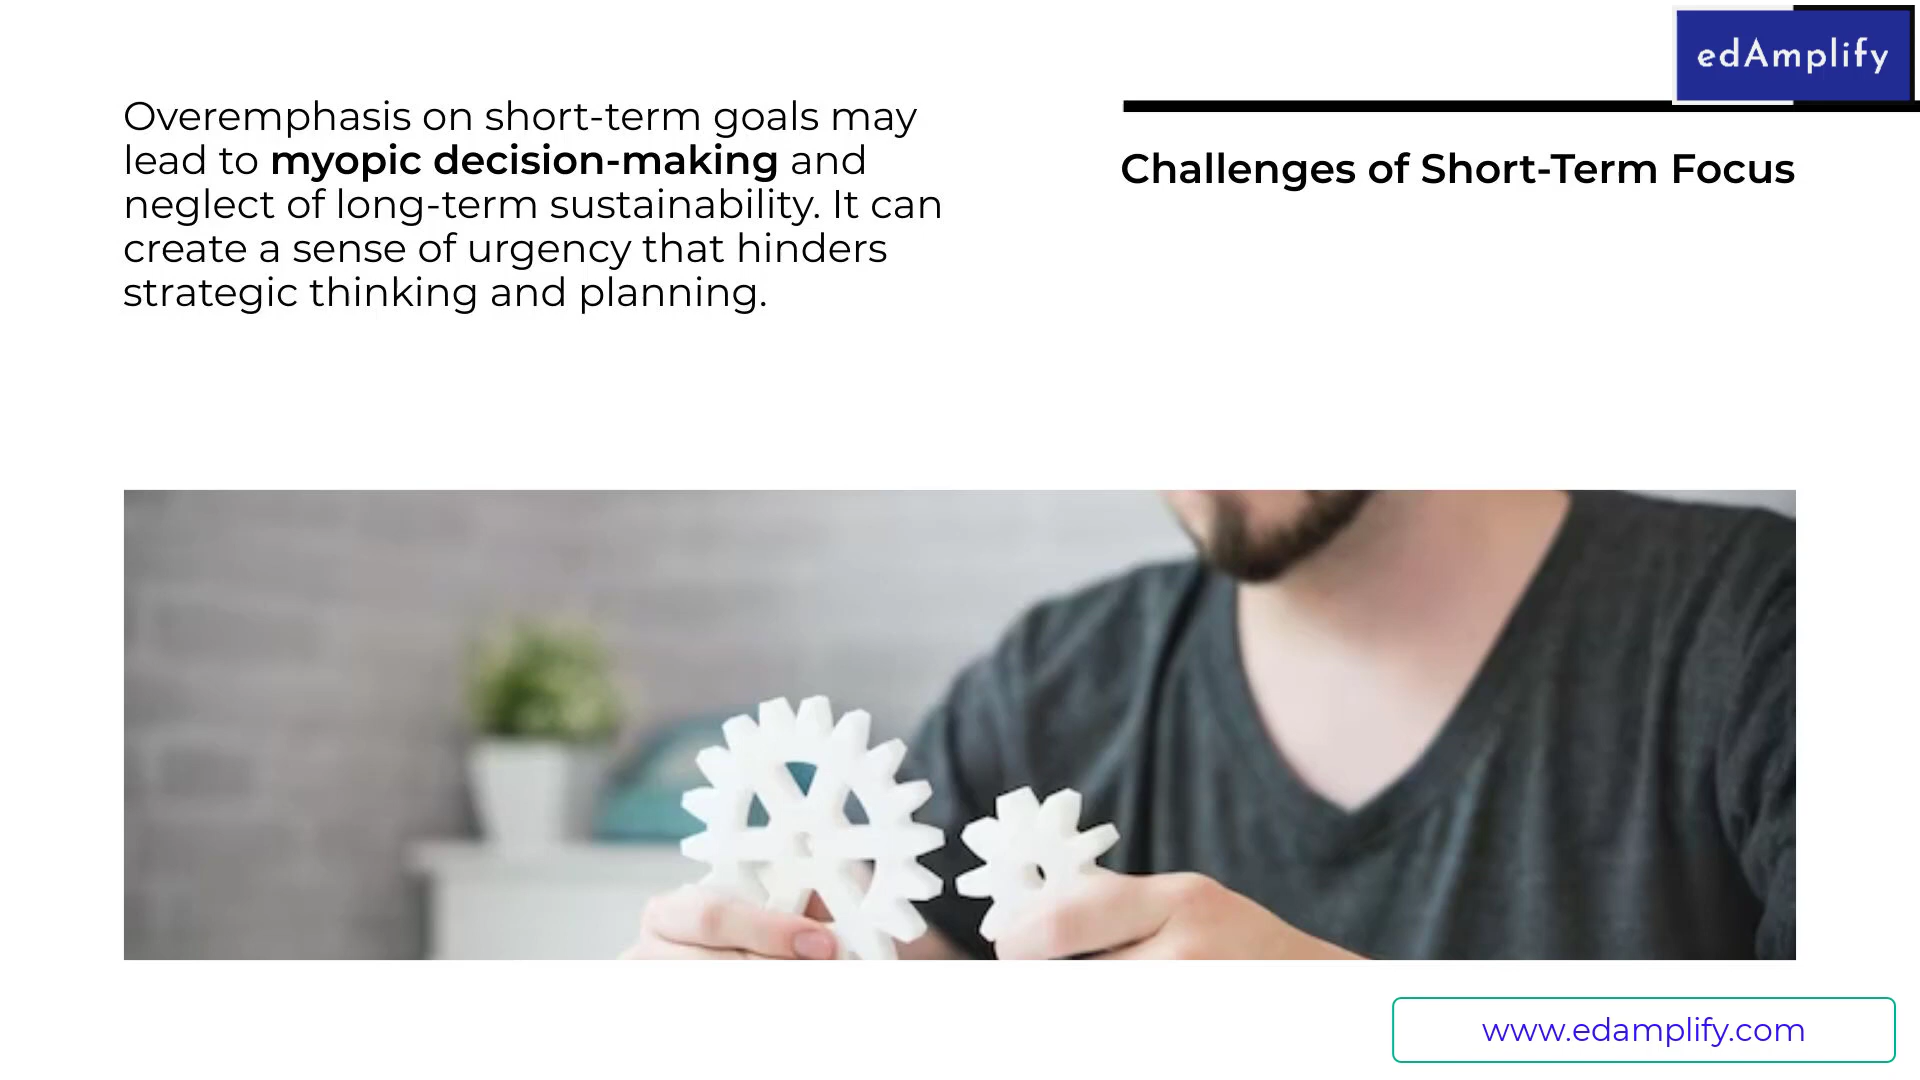 edAmplify
Overemphasis on short-term goals may
lead to myopic decision-making and
neglect of long-term sustainability. It can
create a sense of urgency that hinders
strategic thinking and planning.
Challenges of Short-Term Focus
www.edamplify.com